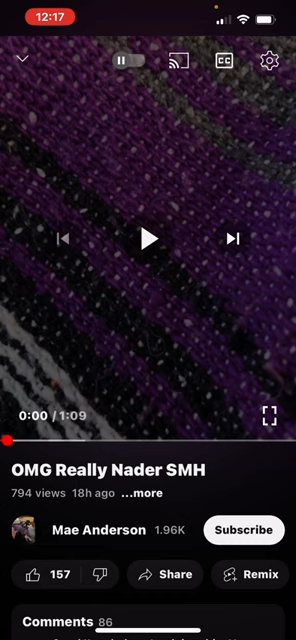 12:17
CC
0:00 / 1:09
OMG Really Nader SMH
794 views 18h ago ...more
Mae Anderson 1.96K Subscribe
157 Share Remix
Comments 86